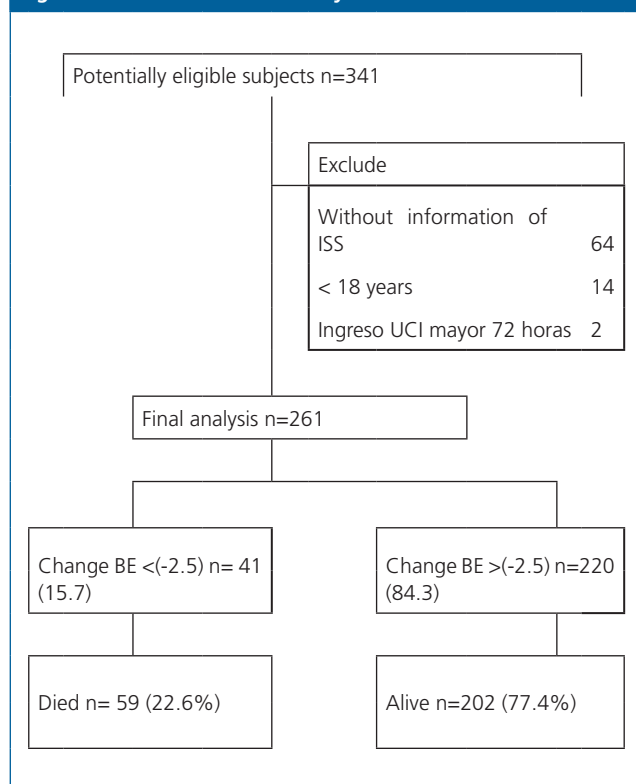 Potentially eligible subjects n=341
Exclude
Without information of
ISS 64
< 18 years 14
Ingreso UCI mayor 72 horas 2
Final analysis n=261
Change BE <(-2.5) n= 41
(15.7)
Change BE >(-2.5) n=220
(84.3)
Died n= 59 (22.6%)
Alive n=202 (77.4%)